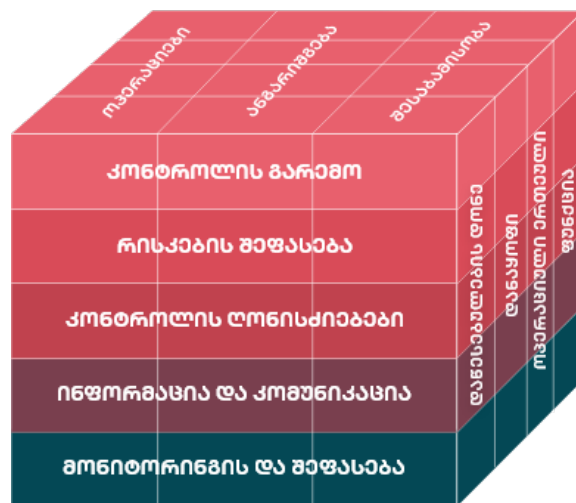 ოპერაციები
ანგარიშგება
შესაბამისობა
კონტროლის გარემო
რისკების შეფასება
კონტროლის ღონისძიებები
ინფორმაცია და კომუნიკაცია
მონიტორინგის და შეფასება
დაწესებულების დონე
დანაყოფი
ოპერაციული ერთეული
ფუნქცია